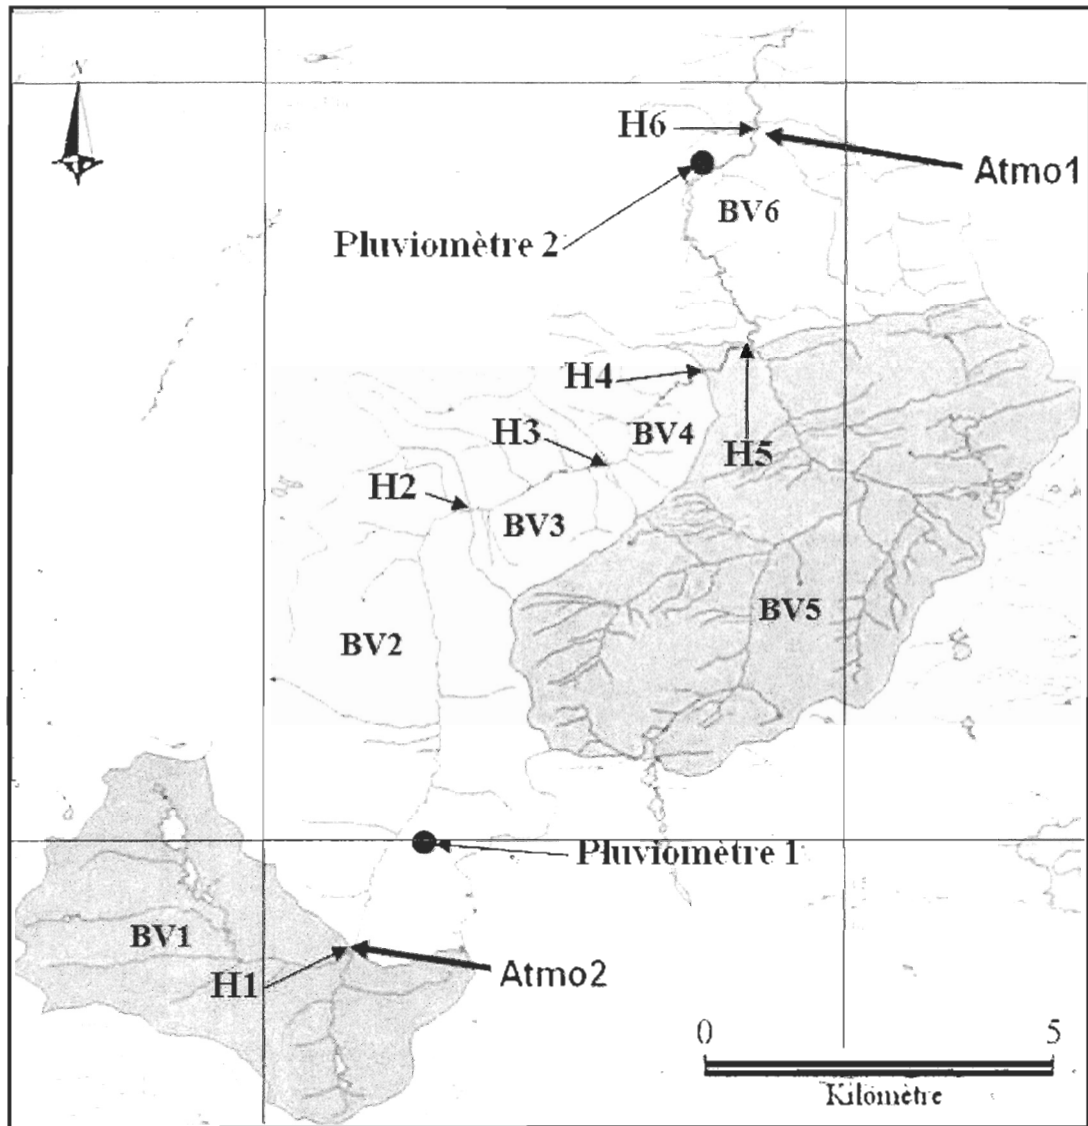 N
H6
Atmo1
BV6
Pluviomètre 2
H4
H3
BV4
H5
H2
BV3
BV5
BV2
Pluviomètre 1
BV1
H1
Atmo2
0 5
Kilomètre